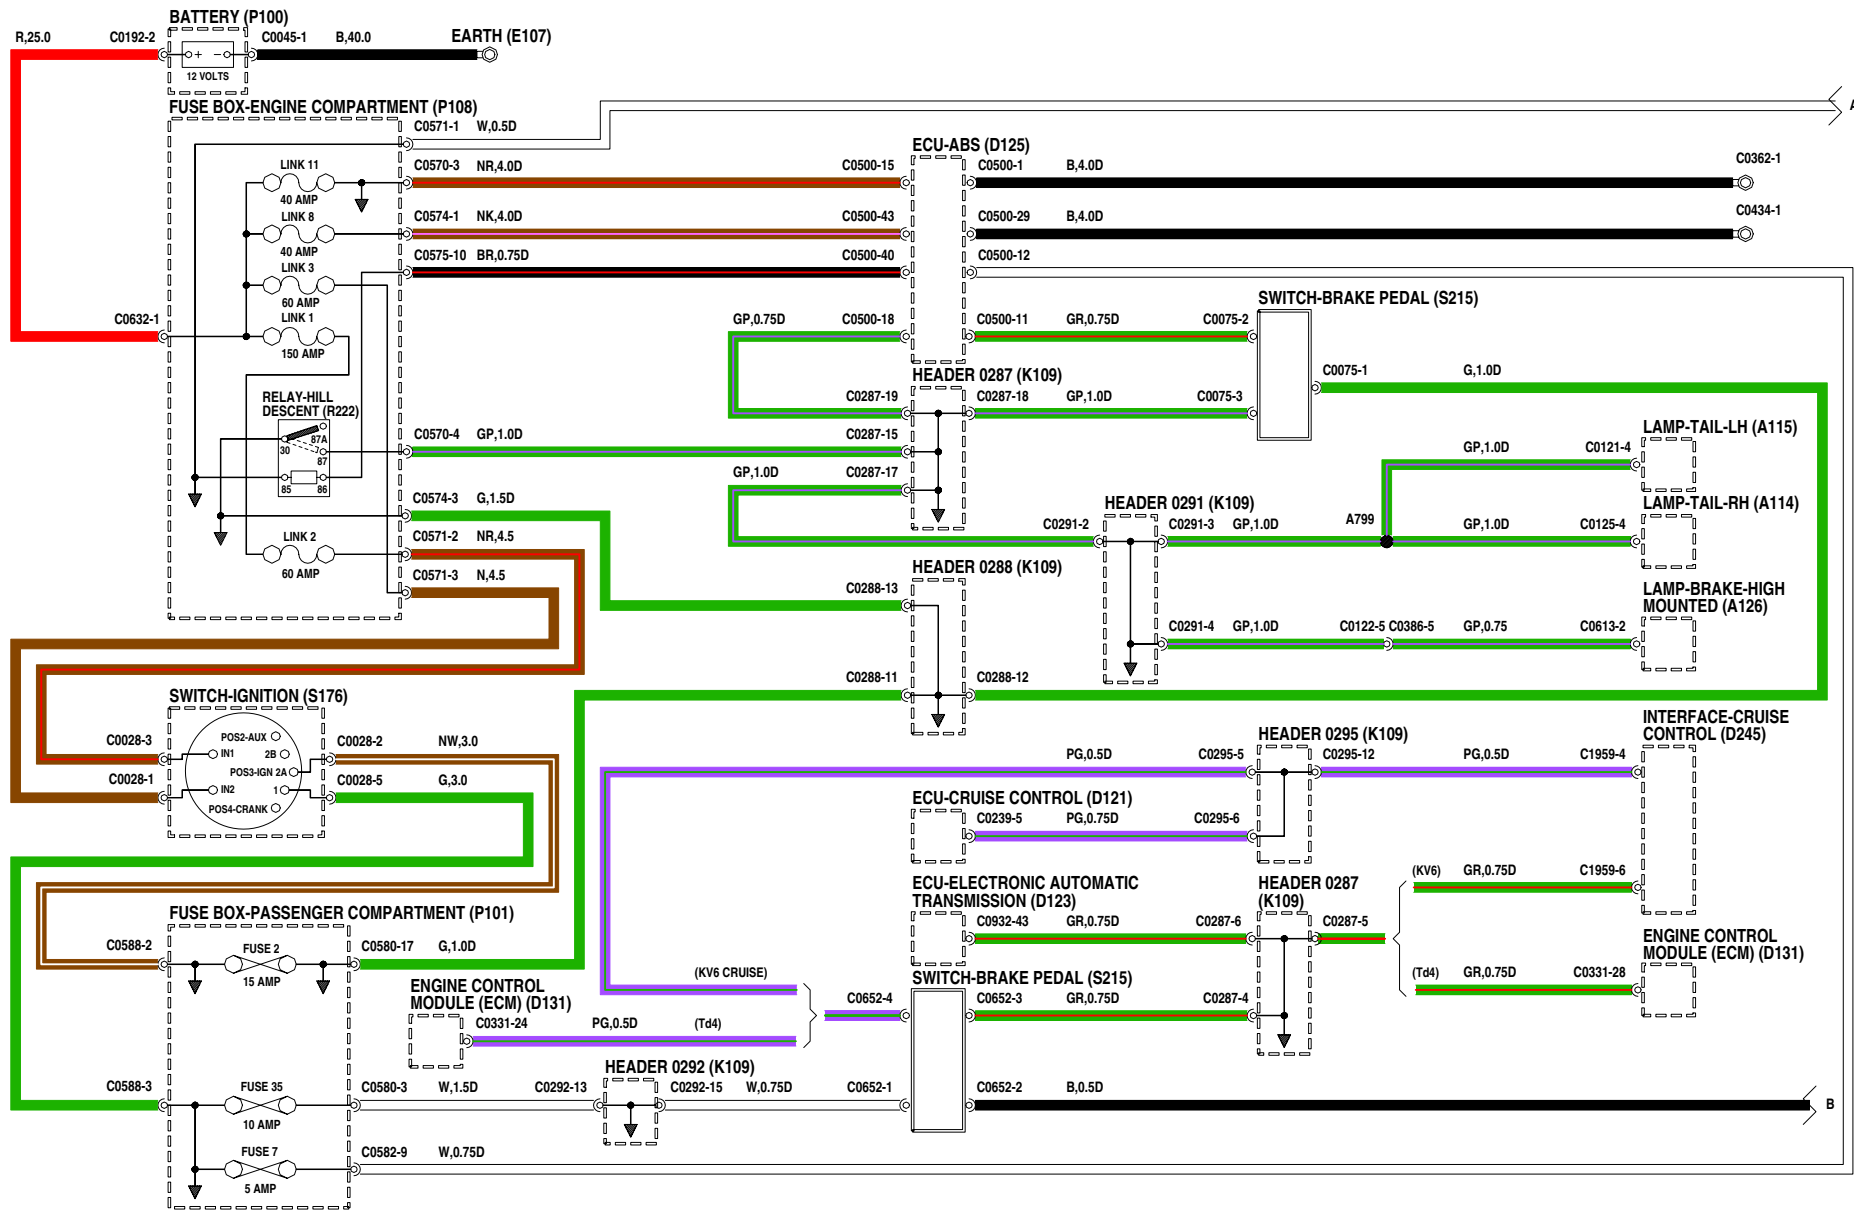 BATTERY (P100)
R,25.0
C0192-2
C0045-1
B,40.0
EARTH (E107)
+ −
12 VOLTS
FUSE BOX-ENGINE COMPARTMENT (P108)
C0571-1
W,0.5D
A
LINK 11
40 AMP
C0570-3
NR,4.0D
C0500-15
ECU-ABS (D125)
C0500-1
B,4.0D
C0362-1
LINK 8
40 AMP
C0574-1
NK,4.0D
C0500-43
C0500-29
B,4.0D
C0434-1
C0575-10
BR,0.75D
C0500-40
C0500-12
LINK 3
60 AMP
C0632-1
LINK 1
150 AMP
GP,0.75D
C0500-18
C0500-11
GR,0.75D
C0075-2
SWITCH-BRAKE PEDAL (S215)
C0075-1
G,1.0D
HEADER 0287 (K109)
C0287-19
C0287-18
GP,1.0D
C0075-3
RELAY-HILL
DESCENT (R222)
87A
30
87
85
86
C0570-4
GP,1.0D
C0287-15
GP,1.0D
C0287-17
LAMP-TAIL-LH (A115)
GP,1.0D
C0121-4
C0574-3
G,1.5D
HEADER 0291 (K109)
C0291-2
C0291-3
GP,1.0D
A799
LAMP-TAIL-RH (A114)
GP,1.0D
C0125-4
LINK 2
60 AMP
C0571-2
NR,4.5
C0571-3
N,4.5
HEADER 0288 (K109)
C0288-13
LAMP-BRAKE-HIGH
MOUNTED (A126)
C0291-4
GP,1.0D
C0122-5
C0386-5
GP,0.75
C0613-2
C0288-11
C0288-12
SWITCH-IGNITION (S176)
C0028-3
C0028-1
POS2-AUX
IN1
2B
POS3-IGN 2A
IN2
1
POS4-CRANK
C0028-2
NW,3.0
C0028-5
G,3.0
HEADER 0295 (K109)
PG,0.5D
C0295-5
C0295-12
PG,0.5D
C1959-4
INTERFACE-CRUISE
CONTROL (D245)
ECU-CRUISE CONTROL (D121)
C0239-5
PG,0.75D
C0295-6
ECU-ELECTRONIC AUTOMATIC
TRANSMISSION (D123)
C0932-43
GR,0.75D
C0287-6
HEADER 0287
(K109)
C0287-5
(KV6)
GR,0.75D
C1959-6
FUSE BOX-PASSENGER COMPARTMENT (P101)
C0588-2
FUSE 2
15 AMP
C0580-17
G,1.0D
ENGINE CONTROL
MODULE (ECM) (D131)
(Td4)
GR,0.75D
C0331-28
(KV6 CRUISE)
ENGINE CONTROL
MODULE (ECM) (D131)
C0331-24
PG,0.5D
(Td4)
SWITCH-BRAKE PEDAL (S215)
C0652-4
C0652-3
GR,0.75D
C0287-4
C0588-3
FUSE 35
10 AMP
C0580-3
W,1.5D
C0292-13
HEADER 0292 (K109)
C0292-15
W,0.75D
C0652-1
C0652-2
B,0.5D
B
FUSE 7
5 AMP
C0582-9
W,0.75D